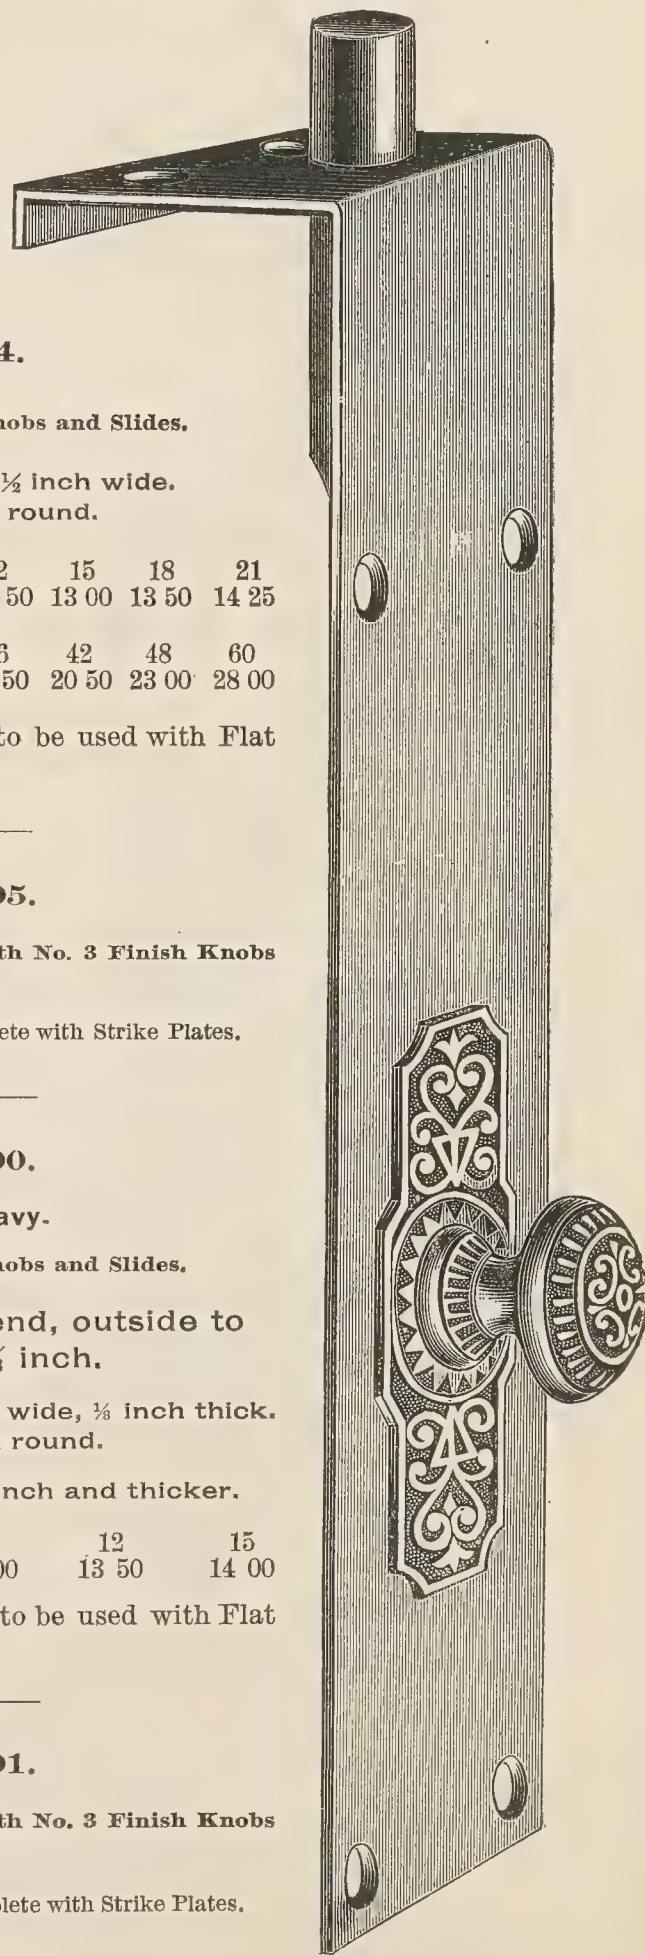 4.
nobs and Slides.
½ inch wide.
round.
2 15 18 21
50 13 00 13 50 14 25
6 42 48 60
50 20 50 23 00 28 00
to be used with Flat
95.
th No. 3 Finish Knobs
lete with Strike Plates.
00.
avy.
nobs and Slides.
end, outside to
inch.
wide, ⅛ inch thick.
round.
inch and thicker.
12 15
00 13 50 14 00
to be used with Flat
01.
th No. 3 Finish Knobs
plete with Strike Plates.